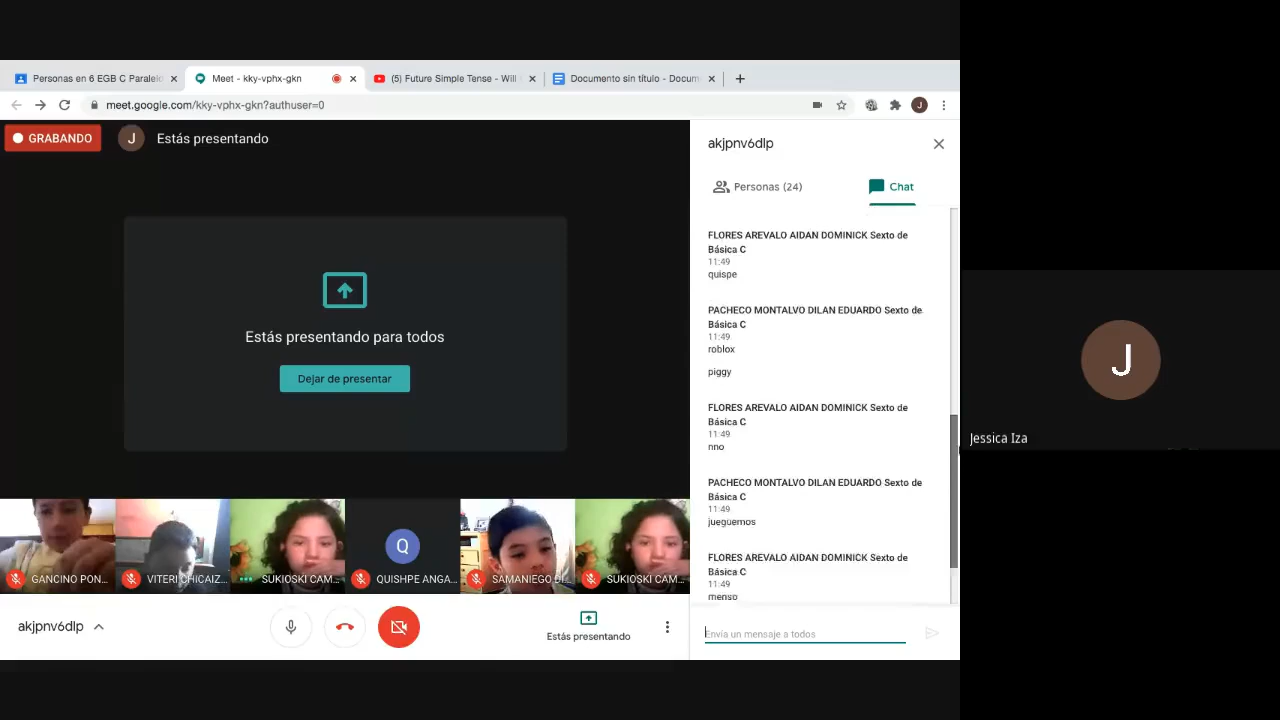 Personas en 6 EGB C Paralel
Meet - kky-vphx-gkn
(5) Future Simple Tense - Will
Documento sin título - Docum
meet.google.com/kky-vphx-gkn?authuser=0
J
GRABANDO
J
Estás presentando
Estás presentando para todos
Dejar de presentar
GANCINO PON...
VITERI CHICAIZ...
SUKIOSKI CAM...
Q
QUISHPE ANGA...
SAMANIEGO DI...
SUKIOSKI CAM...
akjpnv6dlp
Estás presentando
akjpnv6dlp
Personas (24)
Chat
FLORES AREVALO AIDAN DOMINICK Sexto de
Básica C
11:49
quispe
PACHECO MONTALVO DILAN EDUARDO Sexto de
Básica C
11:49
roblox
piggy
FLORES AREVALO AIDAN DOMINICK Sexto de
Básica C
11:49
nno
PACHECO MONTALVO DILAN EDUARDO Sexto de
Básica C
11:49
jueguemos
FLORES AREVALO AIDAN DOMINICK Sexto de
Básica C
11:49
menso
Envía un mensaje a todos
J
Jessica Iza